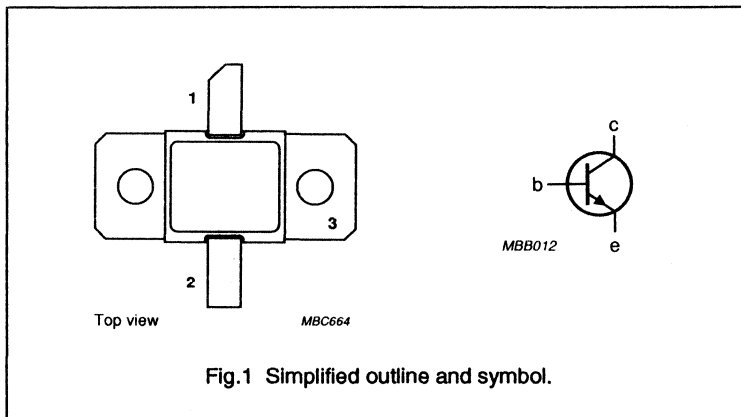 1
3
2
Top view
MBC664
c
b
MBB012
e
Fig.1 Simplified outline and symbol.